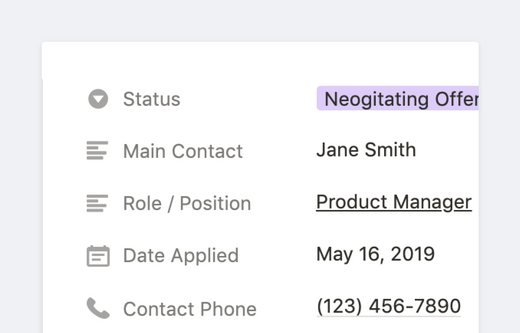 Status Neogitating Offer
Main Contact Jane Smith
Role / Position Product Manager
Date Applied May 16, 2019
Contact Phone (123) 456-7890